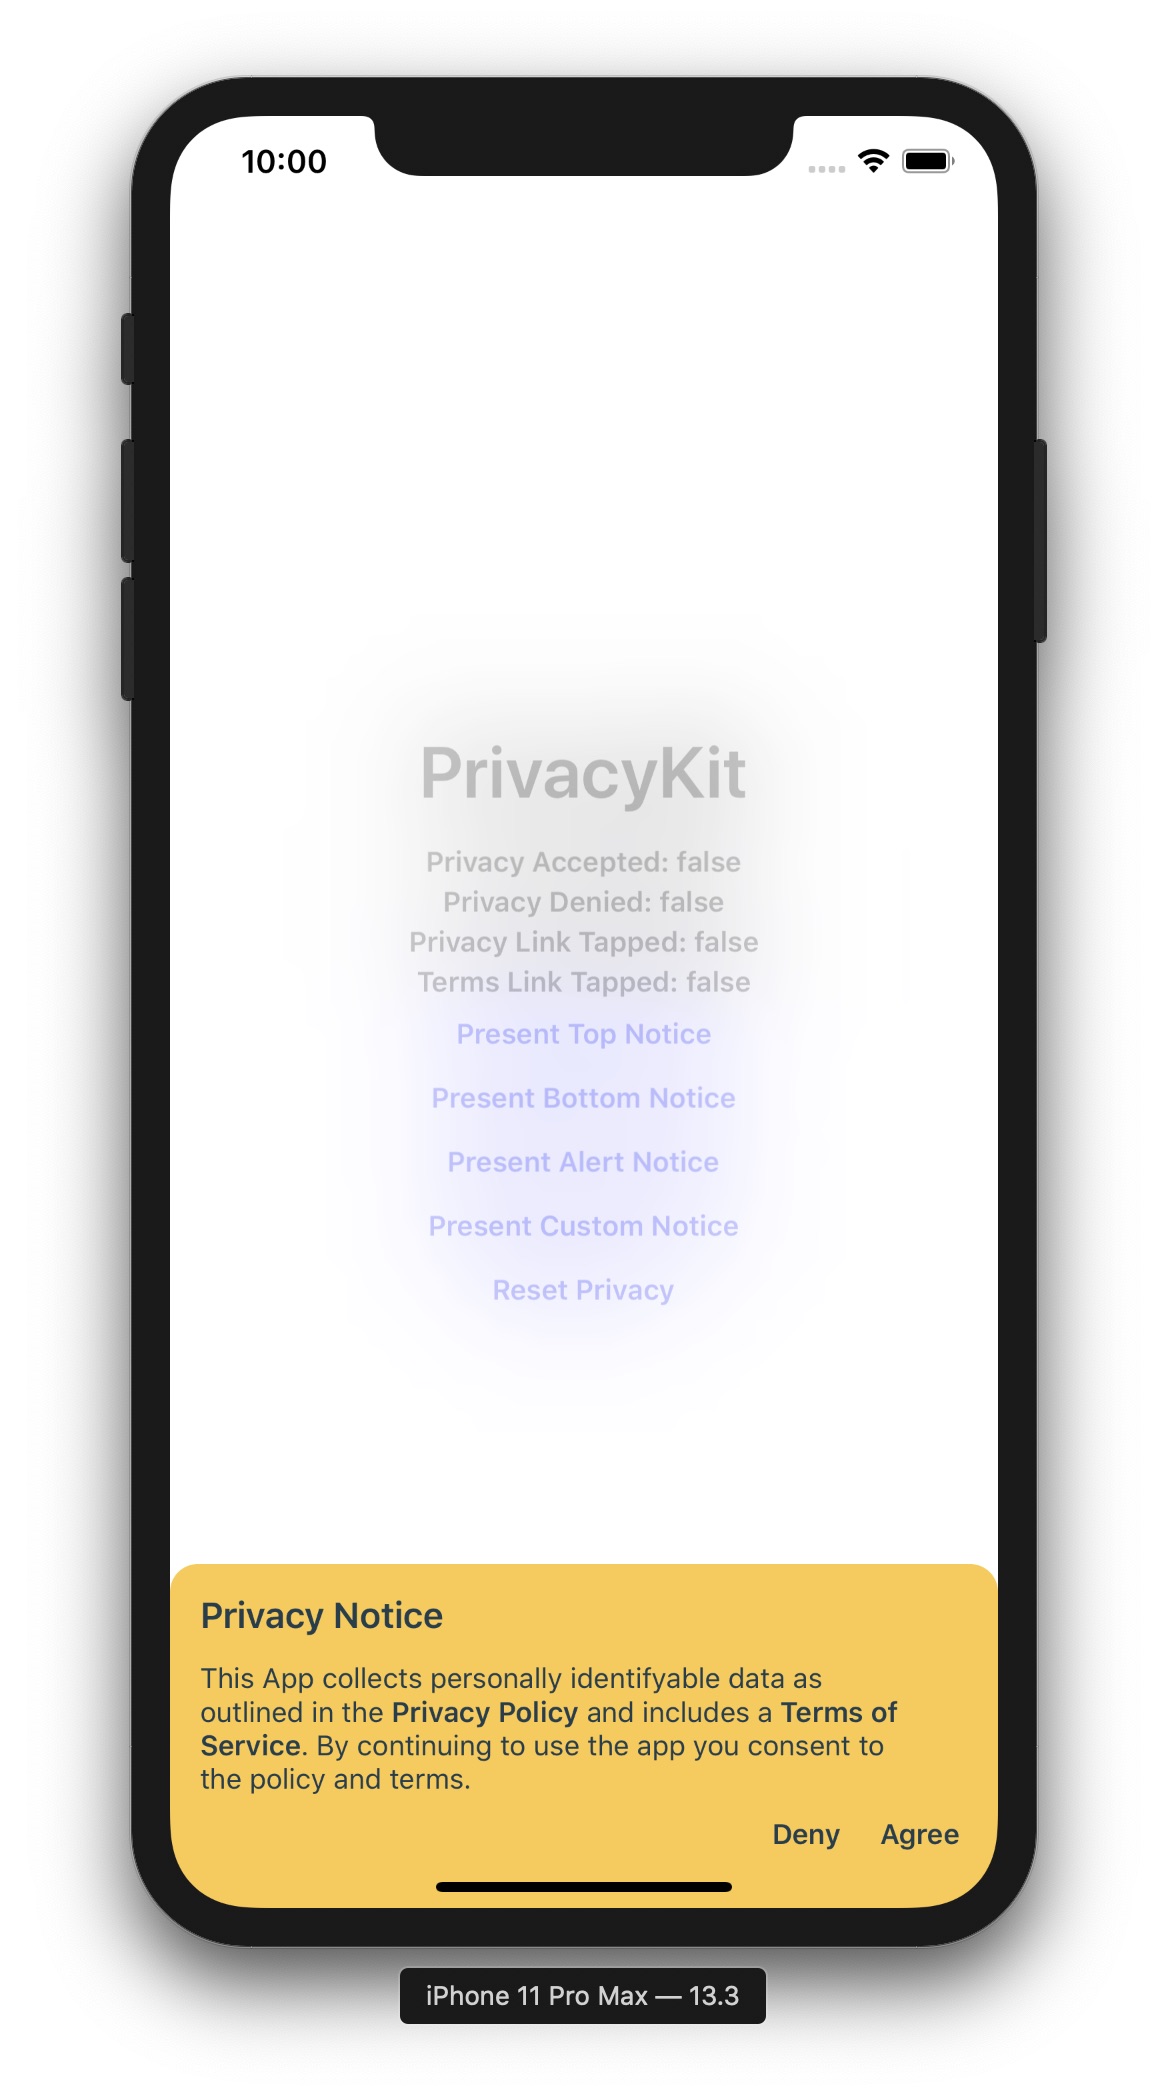 10:00
PrivacyKit
Privacy Accepted: false
Privacy Denied: false
Privacy Link Tapped: false
Terms Link Tapped: false
Present Top Notice
Present Bottom Notice
Present Alert Notice
Present Custom Notice
Reset Privacy
Privacy Notice
This App collects personally identifyable data as
outlined in the Privacy Policy and includes a Terms of
Service. By continuing to use the app you consent to
the policy and terms.
Deny Agree
iPhone 11 Pro Max — 13.3